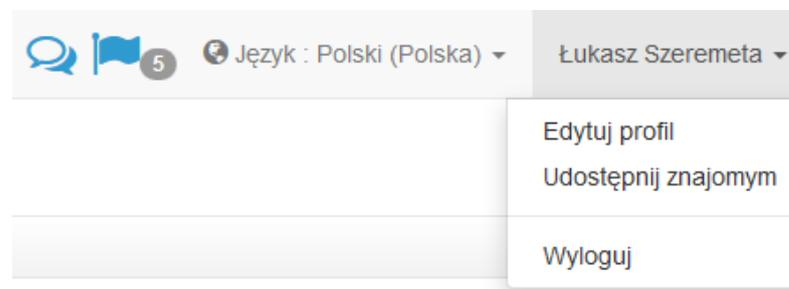 5 Język : Polski (Polska) Łukasz Szeremeta
Edytuj profil
Udostępnij znajomym
Wyloguj